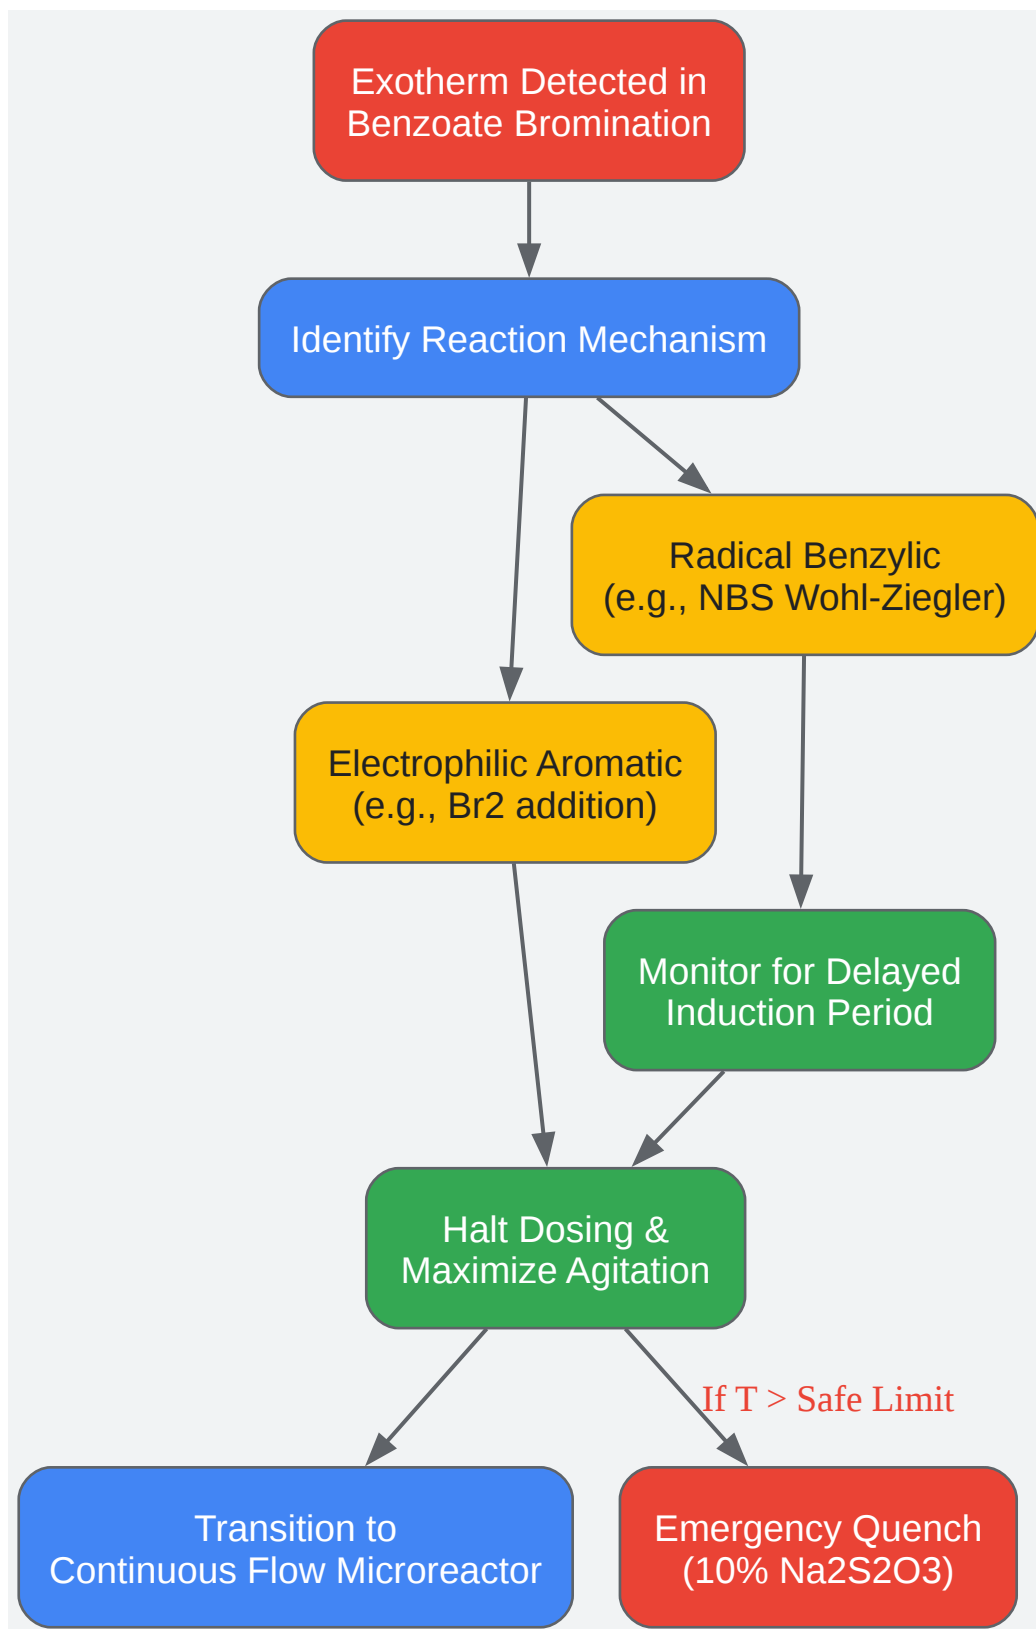 Exotherm Detected in
Benzoate Bromination
Identify Reaction Mechanism
Radical Benzylic
(e.g., NBS Wohl-Ziegler)
Electrophilic Aromatic
(e.g., Br2 addition)
Monitor for Delayed
Induction Period
Halt Dosing &
Maximize Agitation
If T > Safe Limit
Transition to
Continuous Flow Microreactor
Emergency Quench
(10% Na2S2O3)